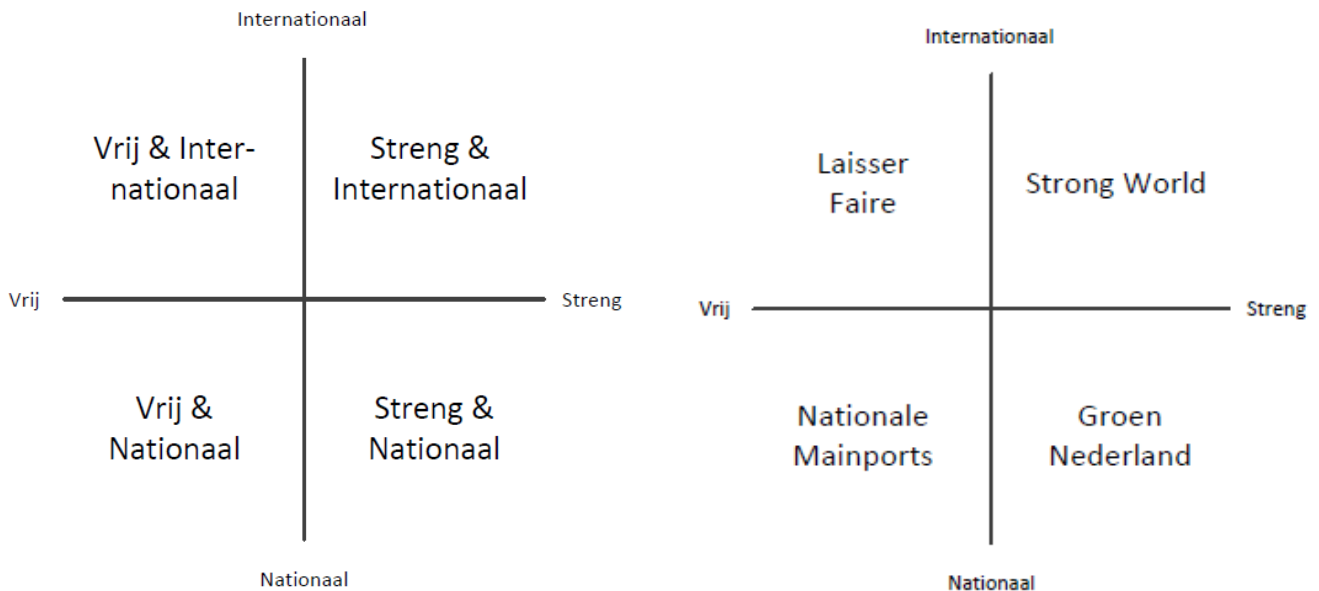 Internationaal
Vrij & Inter-
nationaal
Streng &
Internationaal
Vrij
Streng
Vrij &
Nationaal
Streng &
Nationaal
Nationaal
Internationaal
Laisser
Faire
Strong World
Vrij
Streng
Nationale
Mainports
Groen
Nederland
Nationaal